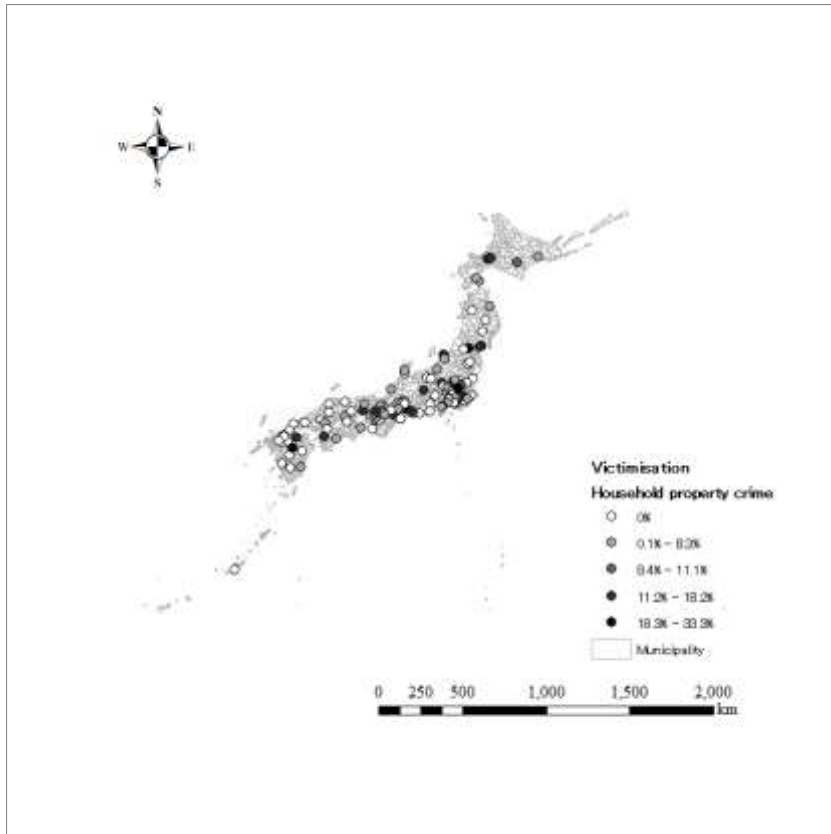 N
W E
S
Victimisation
Household property crime
0%
0.1% - 8.3%
8.4% - 11.1%
11.2% - 18.2%
18.3% - 33.3%
Municipality
0 250 500 1,000 1,500 2,000
km